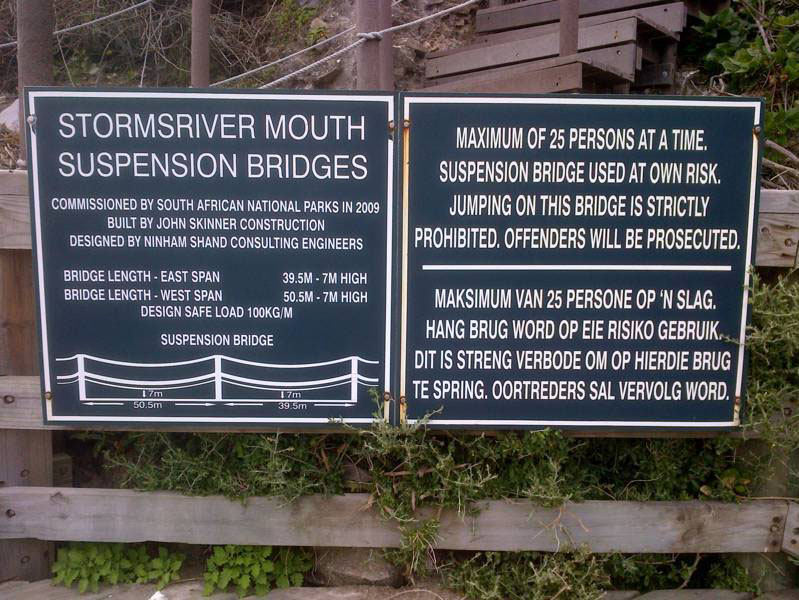 STORMSRIVER MOUTH
SUSPENSION BRIDGES
COMMISSIONED BY SOUTH AFRICAN NATIONAL PARKS IN 2009
BUILT BY JOHN SKINNER CONSTRUCTION
DESIGNED BY NINHAM SHAND CONSULTING ENGINEERS
BRIDGE LENGTH - EAST SPAN 39.5M - 7M HIGH
BRIDGE LENGTH - WEST SPAN 50.5M - 7M HIGH
DESIGN SAFE LOAD 100KG/M
SUSPENSION BRIDGE
7m 7m
50.5m 39.5m
MAXIMUM OF 25 PERSONS AT A TIME.
SUSPENSION BRIDGE USED AT OWN RISK.
JUMPING ON THIS BRIDGE IS STRICTLY
PROHIBITED. OFFENDERS WILL BE PROSECUTED.
MAKSIMUM VAN 25 PERSONE OP 'N SLAG.
HANG BRUG WORD OP EIE RISIKO GEBRUIK.
DIT IS STRENG VERBODE OM OP HIERDIE BRUG
TE SPRING. OORTREDERS SAL VERVOLG WORD.